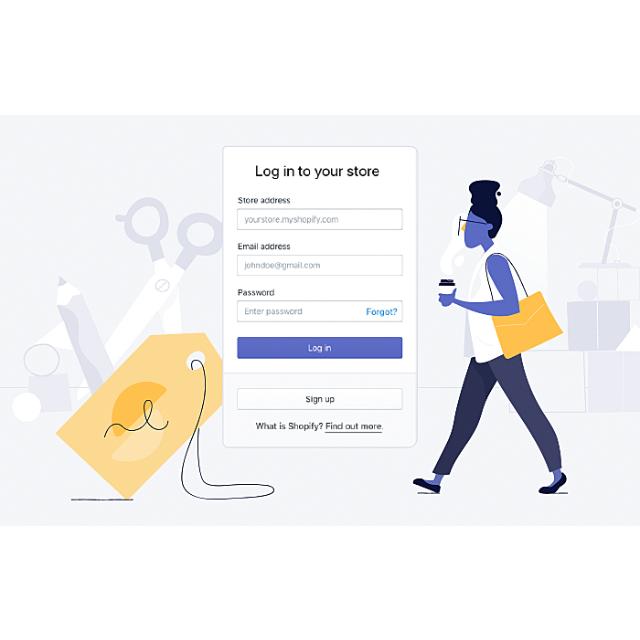 Log in to your store
Store address
yourstore.myshopify.com
Email address
johndoe@gmail.com
Password
Enter password Forgot?
Log in
Sign up
What is Shopify? Find out more.